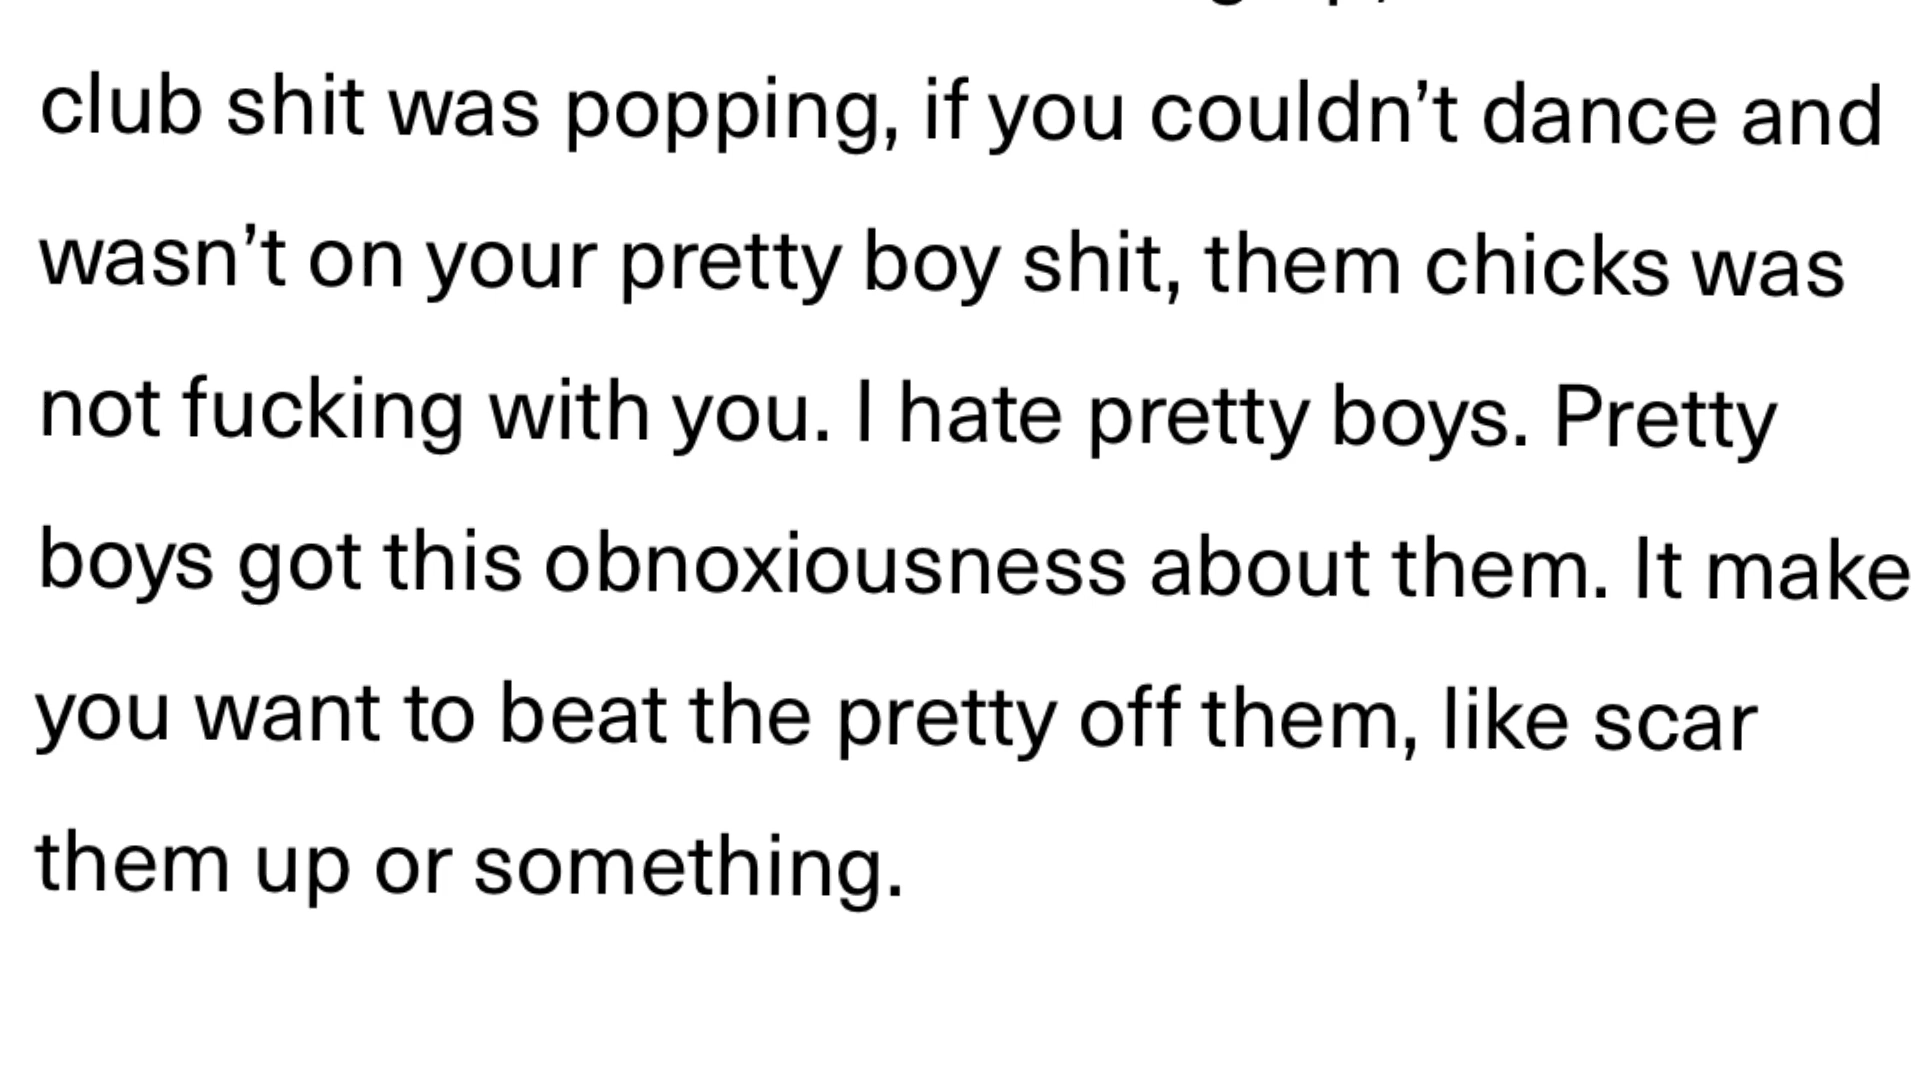 club shit was popping, if you couldn’t dance and
wasn’t on your pretty boy shit, them chicks was
not fucking with you. I hate pretty boys. Pretty
boys got this obnoxiousness about them. It make
you want to beat the pretty off them, like scar
them up or something.